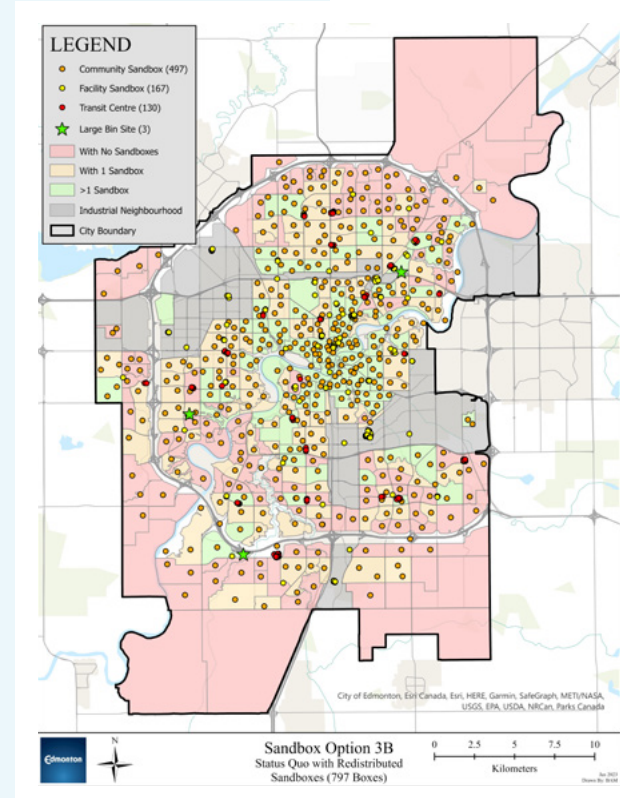 LEGEND
Community Sandbox (497)
Facility Sandbox (167)
Transit Centre (130)
Large Bin Site (3)
With No Sandboxes
With 1 Sandbox
>1 Sandbox
Industrial Neighbourhood
City Boundary
City of Edmonton, Esri Canada, Esri, HERE, Garmin, SafeGraph, METI/NASA,
USGS, EPA, USDA, NRCan, Parks Canada
Edmonton
N
Sandbox Option 3B
Status Quo with Redistributed
Sandboxes (797 Boxes)
0 2.5 5 7.5 10
Kilometers